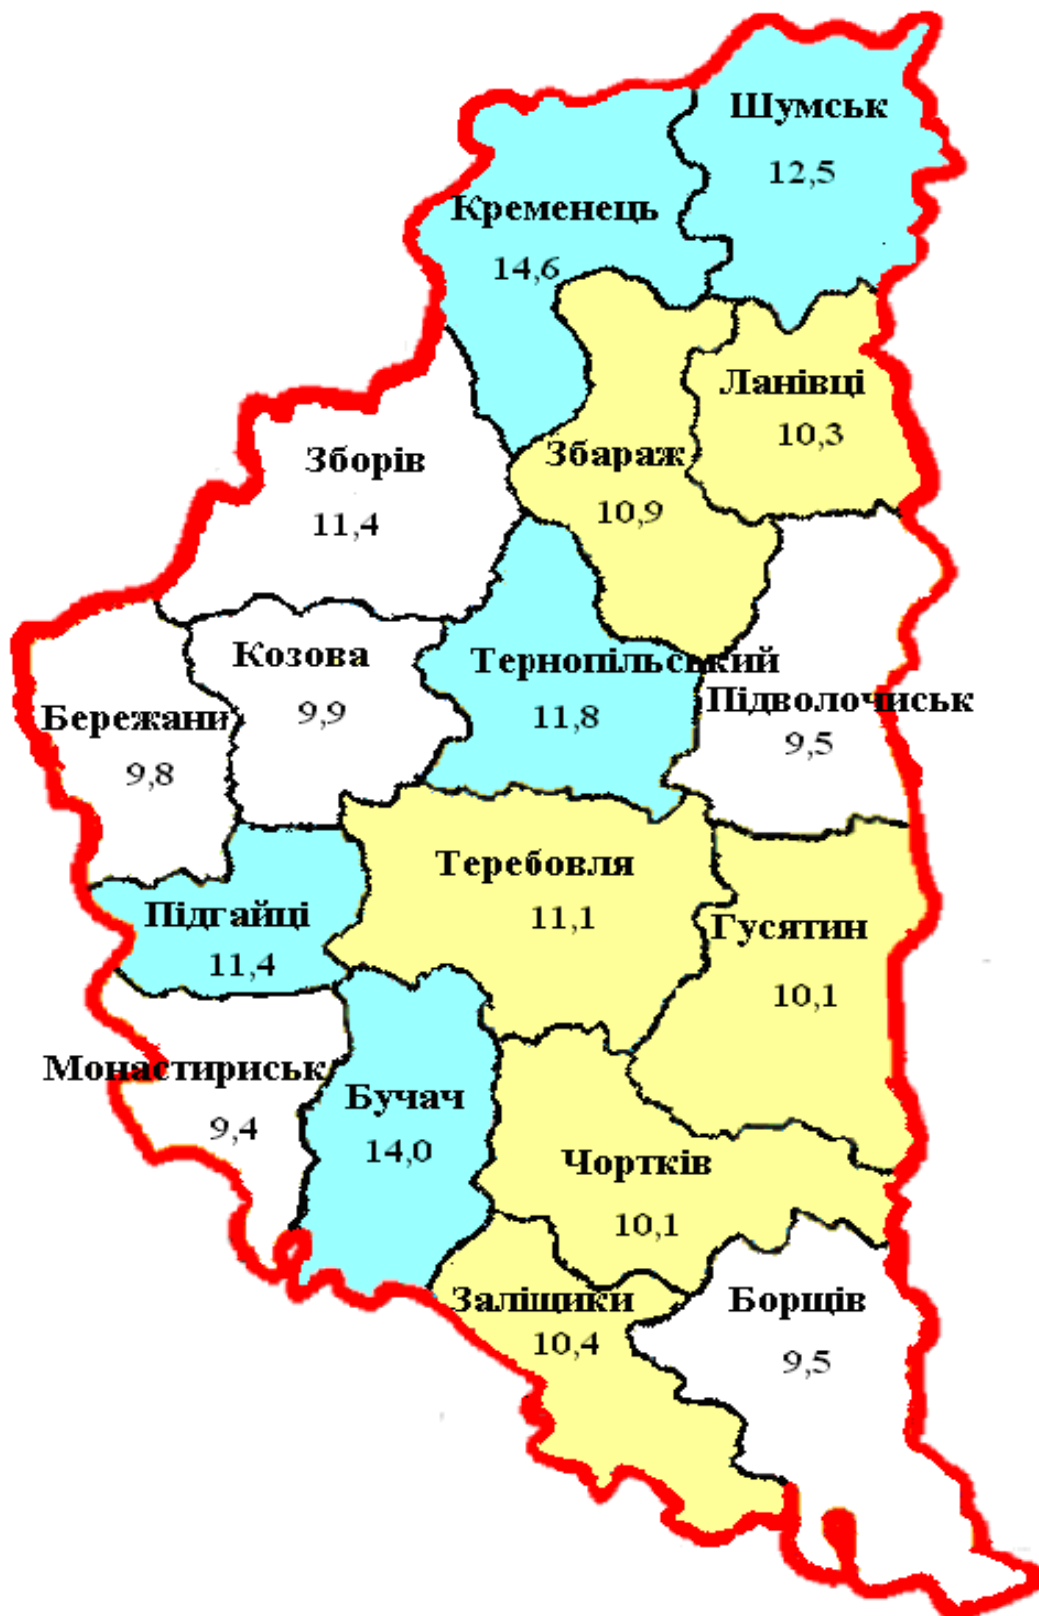 Шумськ
12,5
Кременець
14,6
Ланівці
10,3
Збараж
10,9
Зборів
11,4
Козова
9,9
Тернопільський
11,8
Підволочиськ
9,5
Бережани
9,8
Теребовля
11,1
Підгайці
11,4
Гусятин
10,1
Монастириськ
9,4
Бучач
14,0
Чортків
10,1
Заліщики
10,4
Борщів
9,5